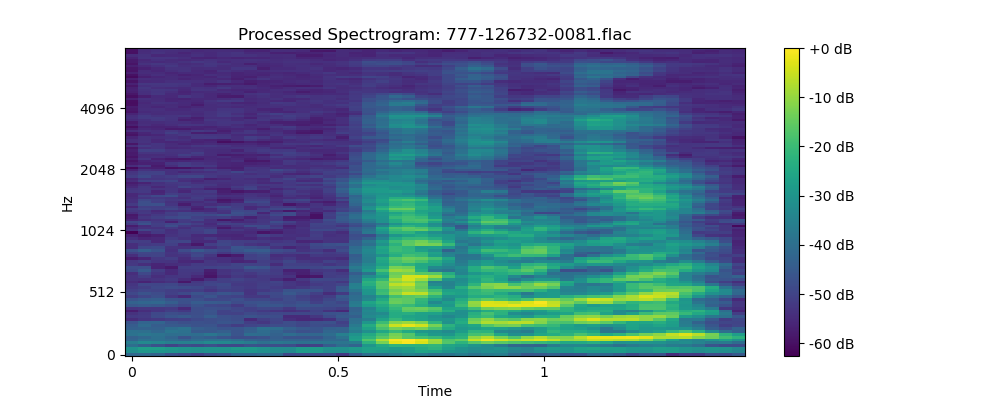 Processed Spectrogram: 777-126732-0081.flac
+0 dB
-10 dB
-20 dB
-30 dB
-40 dB
-50 dB
-60 dB
4096
2048
1024
512
0
Hz
0
0.5
1
Time